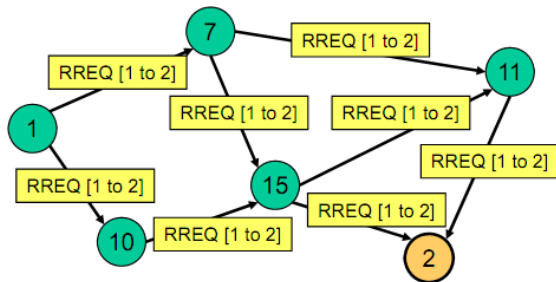 7
RREQ [1 to 2]
RREQ [1 to 2]
11
RREQ [1 to 2]
RREQ [1 to 2]
1
RREQ [1 to 2]
RREQ [1 to 2]
15
RREQ [1 to 2]
RREQ [1 to 2]
10
2